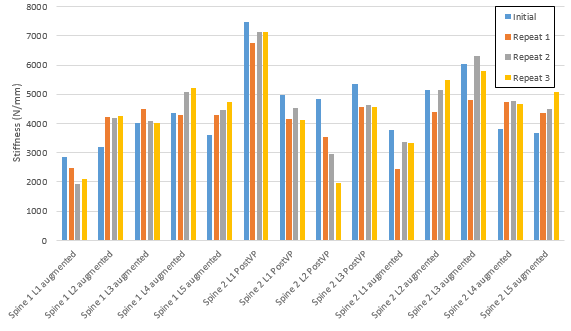 8000
7000
6000
5000
4000
3000
2000
1000
0
Stiffness (N/mm)
Initial
Repeat 1
Repeat 2
Repeat 3
Spine 1 L1 augmented
Spine 1 L2 augmented
Spine 1 L3 augmented
Spine 1 L4 augmented
Spine 1 L5 augmented
Spine 2 L1 PostVP
Spine 2 L1 PostVP
Spine 2 L2 PostVP
Spine 2 L3 PostVP
Spine 2 L1 augmented
Spine 2 L2 augmented
Spine 2 L3 augmented
Spine 2 L4 augmented
Spine 2 L5 augmented